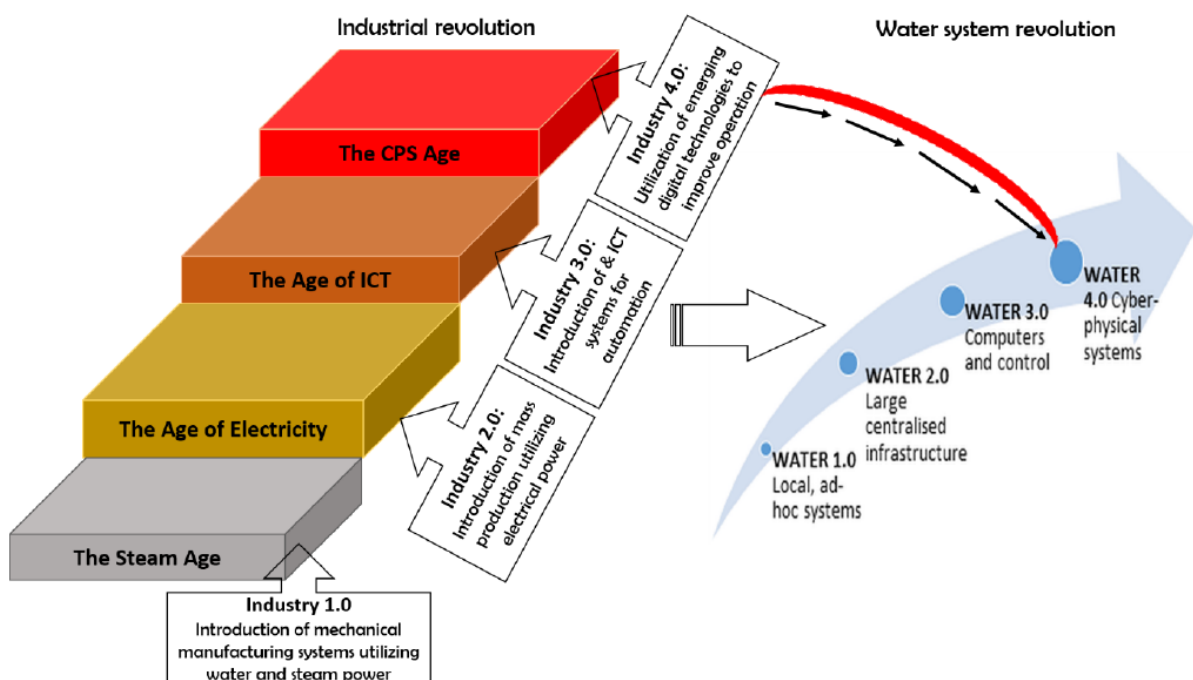 Industrial revolution
Water system revolution
The CPS Age
The Age of ICT
The Age of Electricity
The Steam Age
Industry 4.0:
Utilization of emerging
digital technologies to
improve operation
Industry 3.0:
Introduction of & ICT
systems for
automation
Industry 2.0:
Introduction of mass
production utilizing
electrical power
Industry 1.0
Introduction of mechanical
manufacturing systems utilizing
water and steam power
WATER 1.0
Local, ad-
hoc systems
WATER 2.0
Large
centralised
infrastructure
WATER 3.0
Computers
and control
WATER
4.0 Cyber-
physical
systems